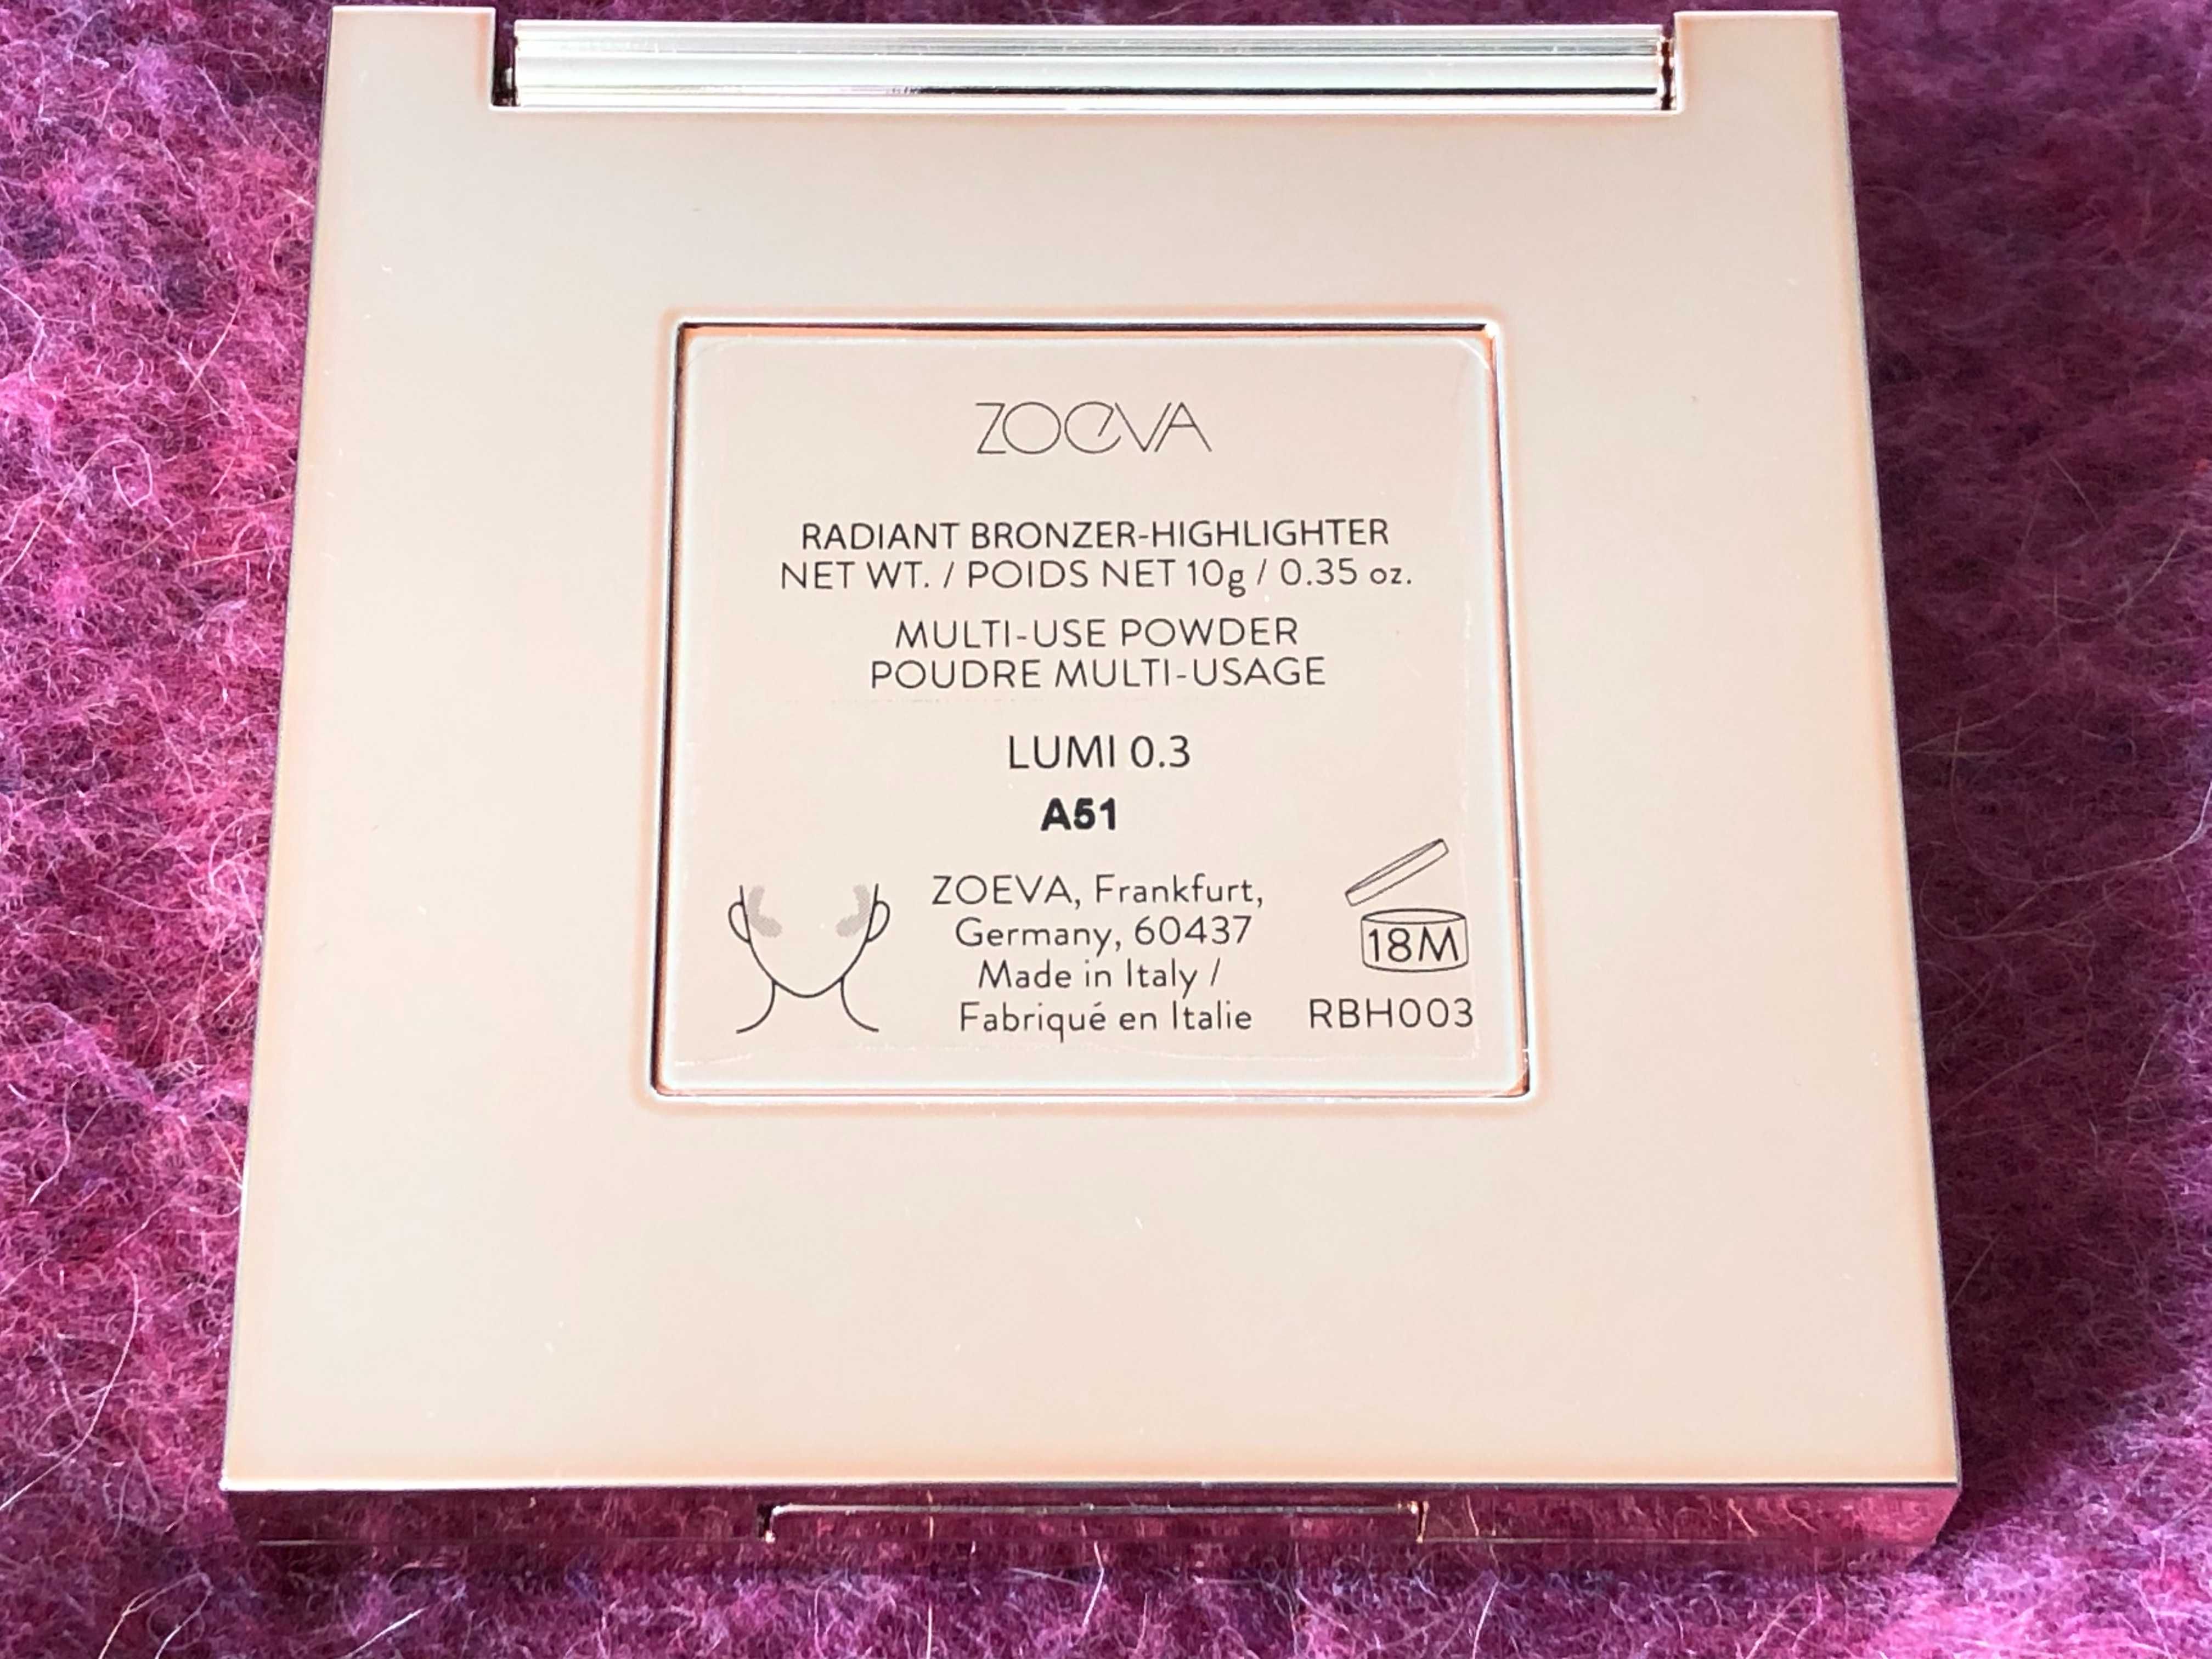 ZOEVA
RADIANT BRONZER-HIGHLIGHTER
NET WT. / POIDS NET 10g / 0.35 oz.
MULTI-USE POWDER
POUDRE MULTI-USAGE
LUMI 0.3
A51
ZOEVA, Frankfurt,
Germany, 60437
Made in Italy /
Fabriqué en Italie
18M
RBH003